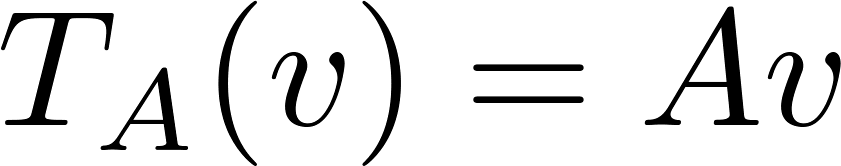 T_A(v) = Av